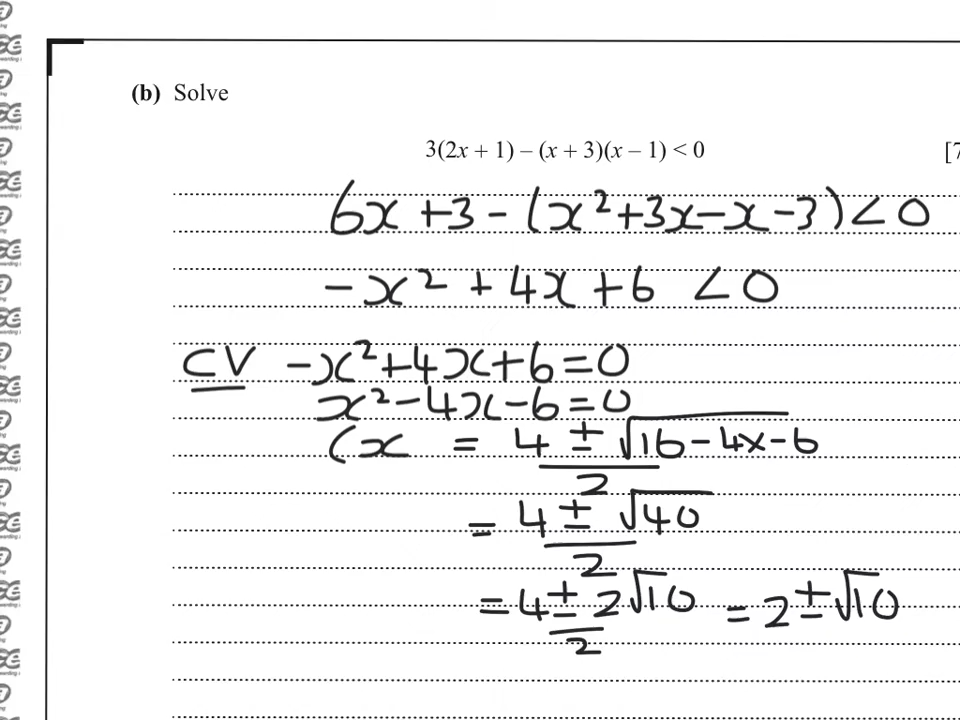 (b) Solve
3(2x + 1) – (x + 3)(x – 1) < 0
[7
6x + 3 - (x² + 3x - x - 3) < 0
- x² + 4x + 6 < 0
CV - x² + 4x + 6 = 0
x² - 4x - 6 = 0
(x = 4 ± √16 - 4x - 6
2
= 4 ± √40
2
= 4 ± 2√10 = 2 ± √10
2